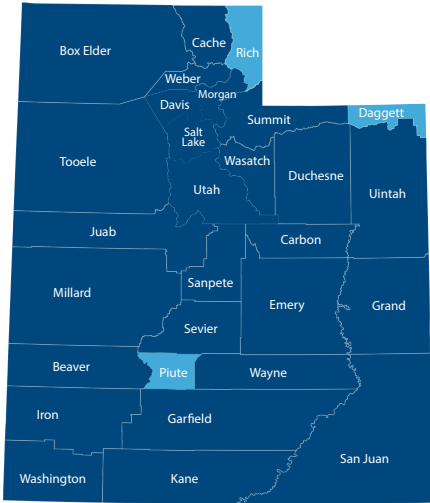 Cache
Box Elder
Rich
Weber
Morgan
Davis
Daggett
Summit
Salt
Lake
Wasatch
Tooele
Duchesne
Utah
Uintah
Juab
Carbon
Sanpete
Millard
Emery
Grand
Sevier
Beaver
Piute
Wayne
Iron
Garfield
San Juan
Washington
Kane